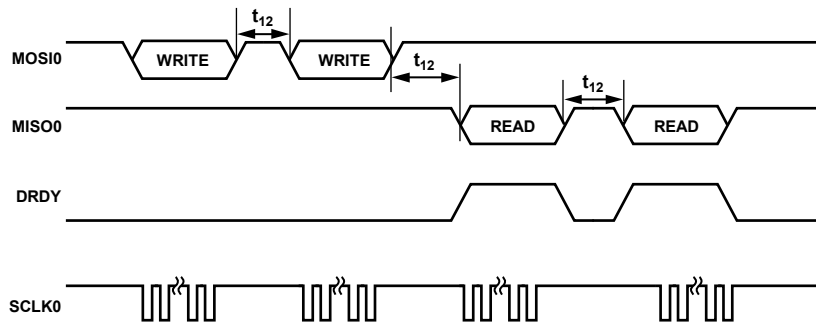 t12
MOSI0 WRITE WRITE
t12 t12
MISO0 READ READ
DRDY
SCLK0